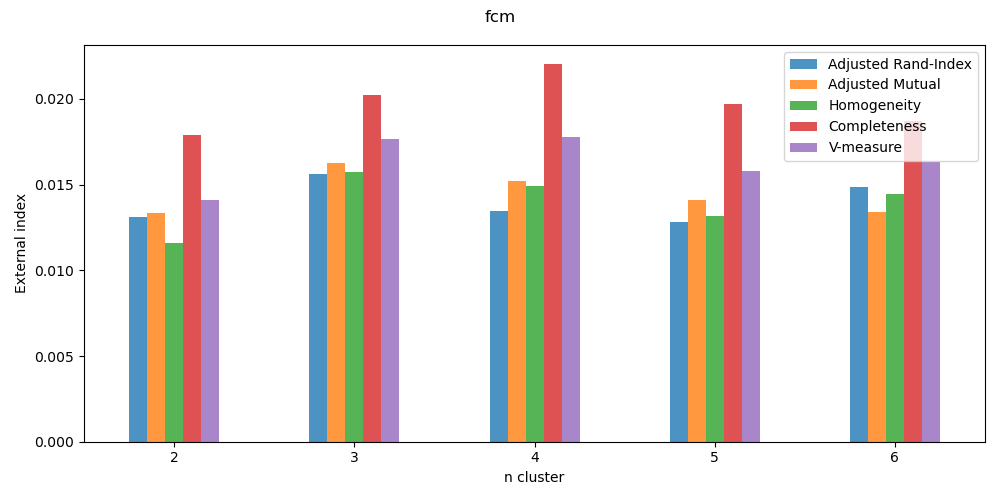 fcm
Adjusted Rand-Index
Adjusted Mutual
Homogeneity
Completeness
V-measure
External index
0.020
0.015
0.010
0.005
0.000
2
3
4
5
6
n cluster